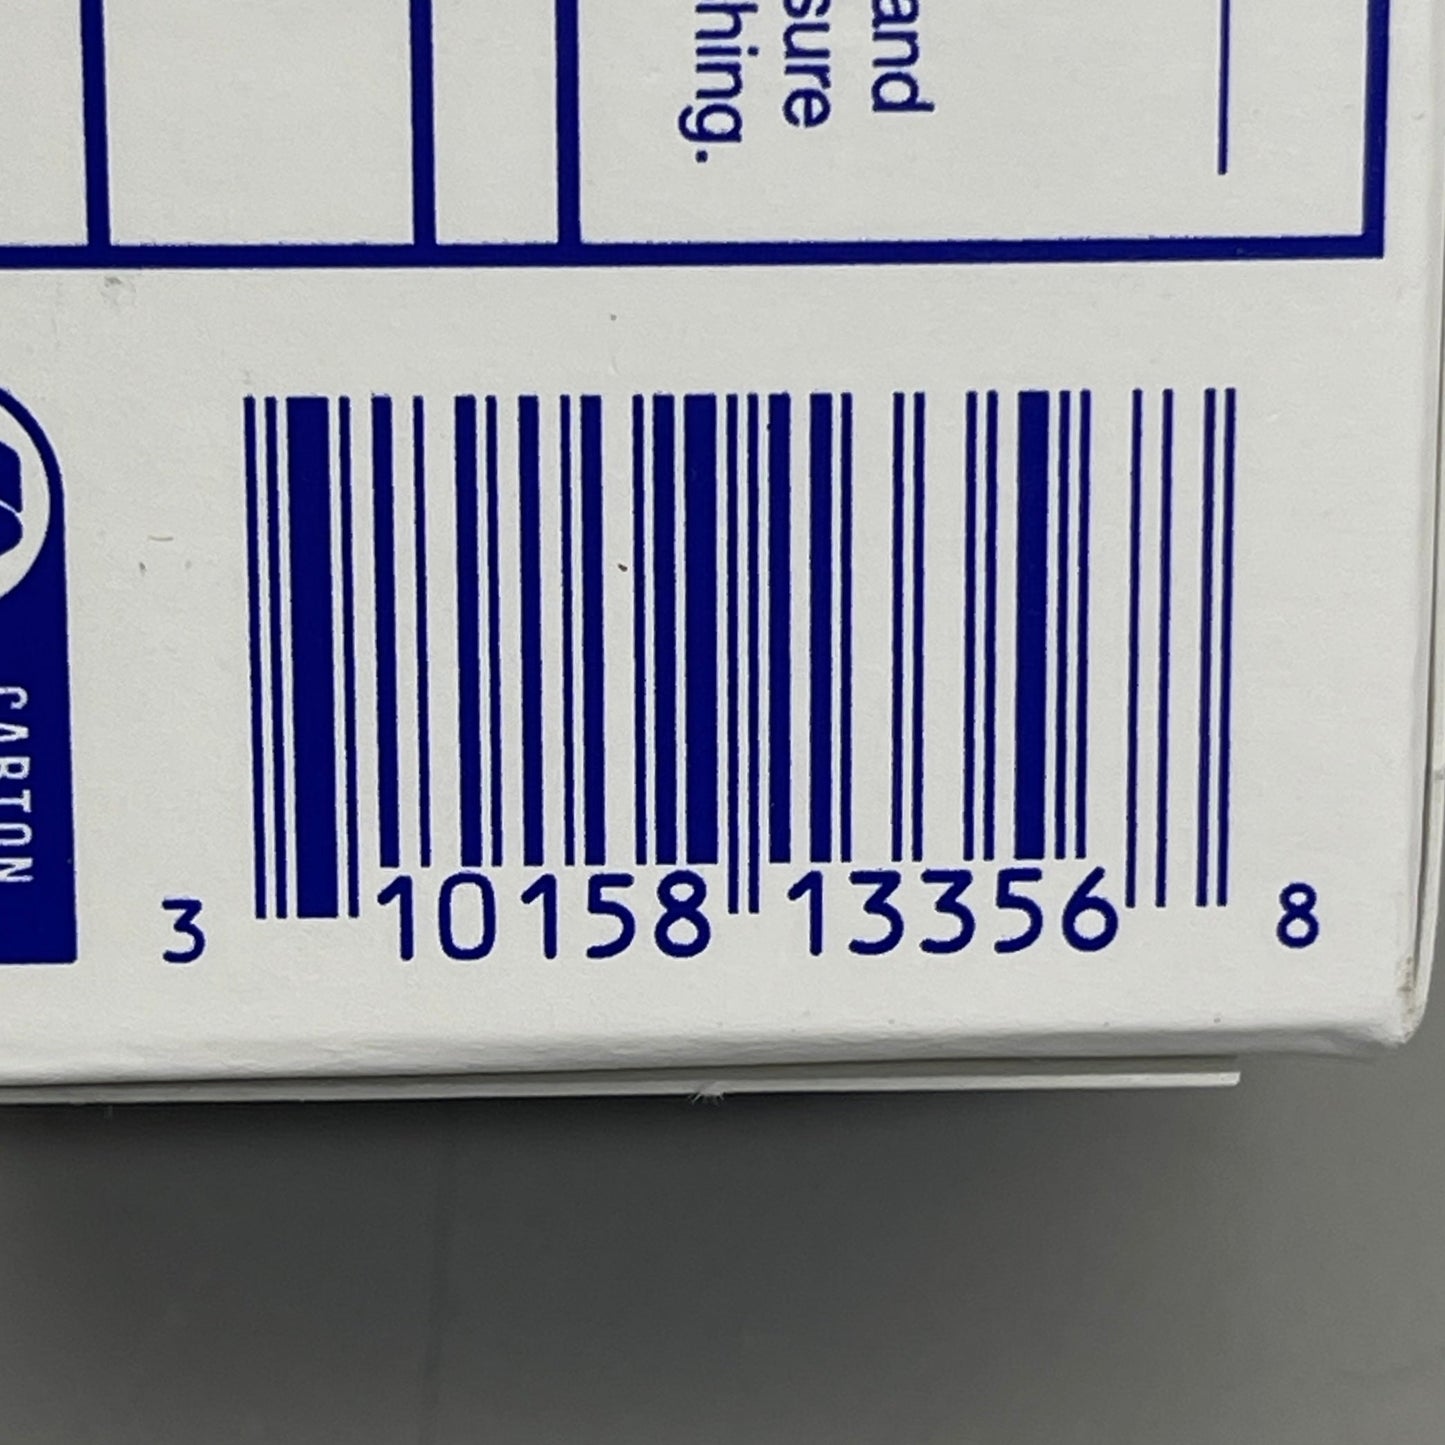 and
sure
hing.
CARTON
3 10158 13356 8